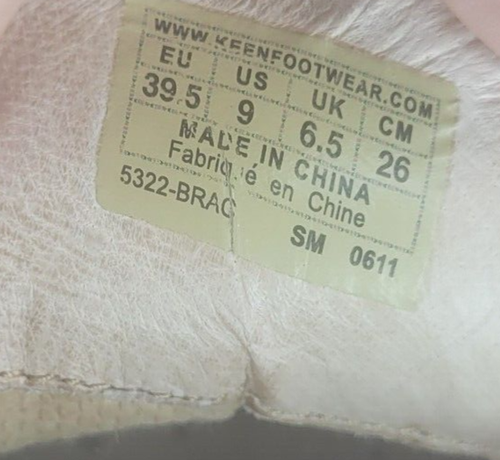 WWW.KEENFOOTWEAR.COM
EU US UK CM
39.5 9 6.5 26
MADE IN CHINA
Fabriqué en Chine
5322-BRAG
SM 0611